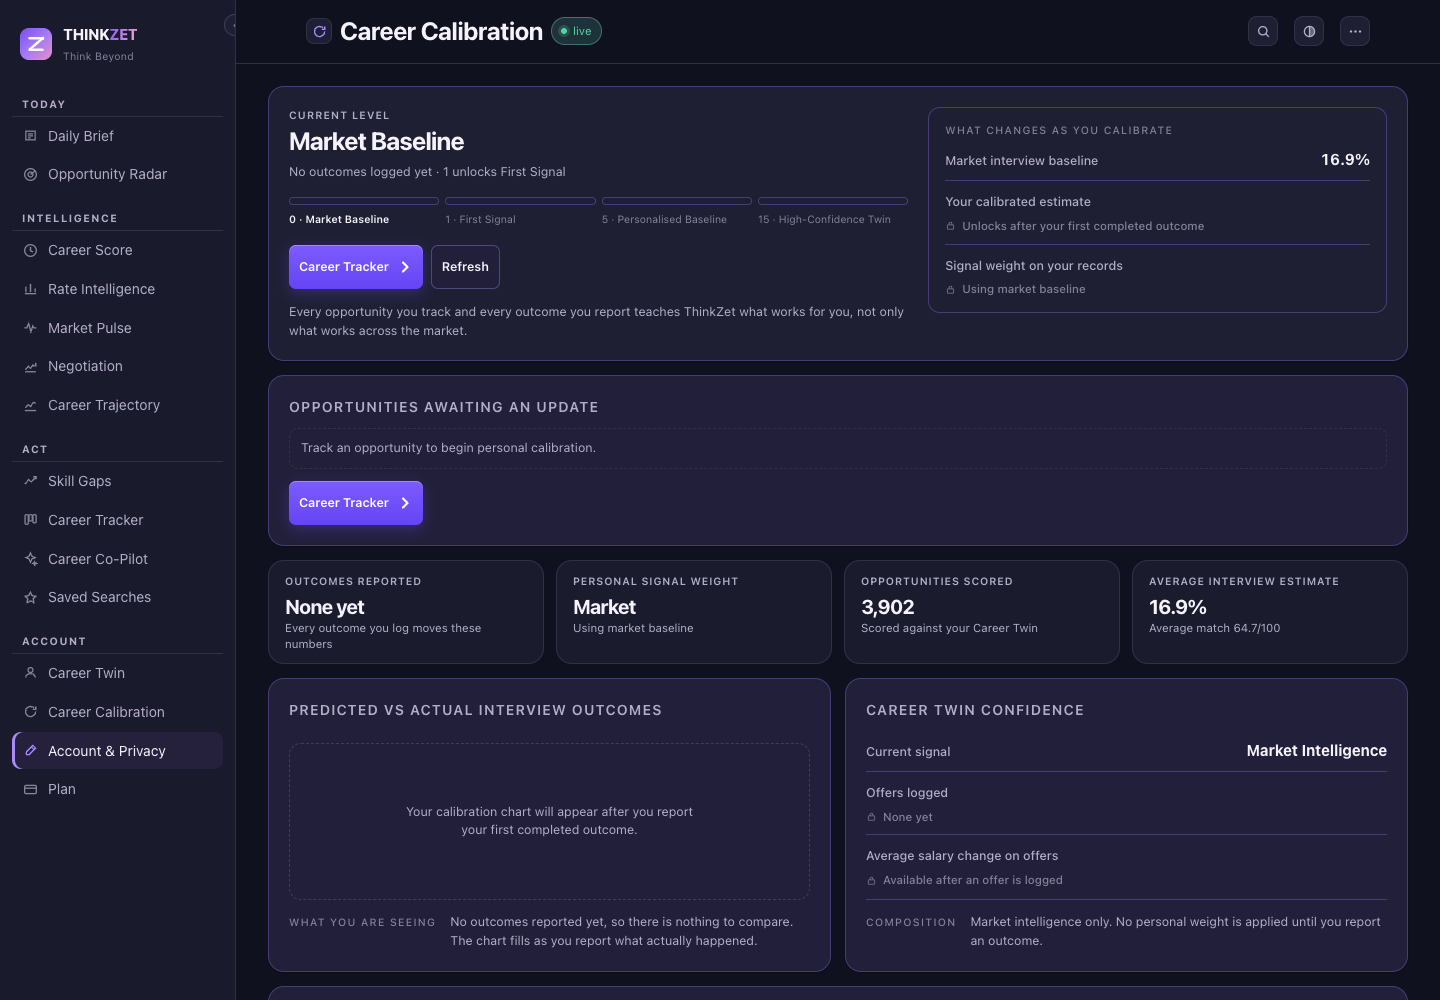 THINKZET
Think Beyond
TODAY
Daily Brief
Opportunity Radar
INTELLIGENCE
Career Score
Rate Intelligence
Market Pulse
Negotiation
Career Trajectory
ACT
Skill Gaps
Career Tracker
Career Co-Pilot
Saved Searches
ACCOUNT
Career Twin
Career Calibration
Account & Privacy
Plan
Career Calibration
live
CURRENT LEVEL
Market Baseline
No outcomes logged yet · 1 unlocks First Signal
0 · Market Baseline
1 · First Signal
5 · Personalised Baseline
15 · High-Confidence Twin
Career Tracker
Refresh
Every opportunity you track and every outcome you report teaches ThinkZet what works for you, not only
what works across the market.
WHAT CHANGES AS YOU CALIBRATE
Market interview baseline 16.9%
Your calibrated estimate
Unlocks after your first completed outcome
Signal weight on your records
Using market baseline
OPPORTUNITIES AWAITING AN UPDATE
Track an opportunity to begin personal calibration.
Career Tracker
OUTCOMES REPORTED
None yet
Every outcome you log moves these
numbers
PERSONAL SIGNAL WEIGHT
Market
Using market baseline
OPPORTUNITIES SCORED
3,902
Scored against your Career Twin
AVERAGE INTERVIEW ESTIMATE
16.9%
Average match 64.7/100
PREDICTED VS ACTUAL INTERVIEW OUTCOMES
Your calibration chart will appear after you report
your first completed outcome.
WHAT YOU ARE SEEING
No outcomes reported yet, so there is nothing to compare.
The chart fills as you report what actually happened.
CAREER TWIN CONFIDENCE
Current signal Market Intelligence
Offers logged
None yet
Average salary change on offers
Available after an offer is logged
COMPOSITION
Market intelligence only. No personal weight is applied until you report
an outcome.